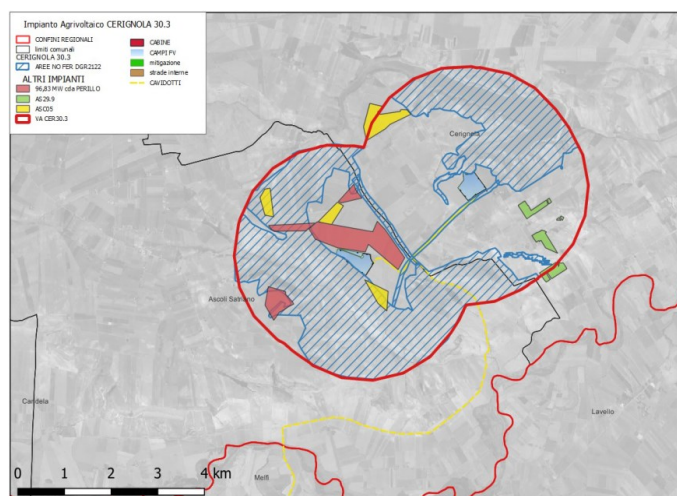 Impianto Agrivoltaico CERIGNOLA 30.3
CONFINI REGIONALI
limiti comunali
CERIGNOLA 30.3
AREE NO FER DGR2122
ALTRI IMPIANTI
96,83 MW cda PERILLO
AS29.9
ASC05
VA CER30.3
CABINE
CAMPI FV
mitigazione
strade interne
CAVIDOTTI
Cerignola
Ascoli Satriano
Candela
Lavello
Melfi
0 1 2 3 4 km